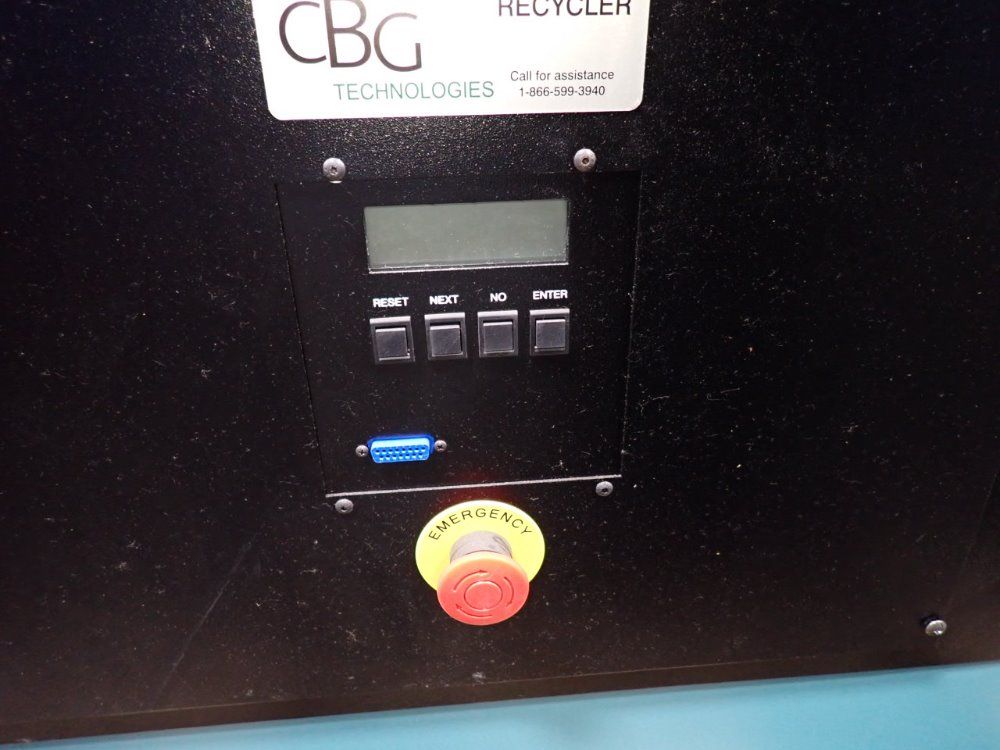 RECYCLER
CBG
TECHNOLOGIES
Call for assistance
1-866-599-3940
RESET NEXT NO ENTER
EMERGENCY